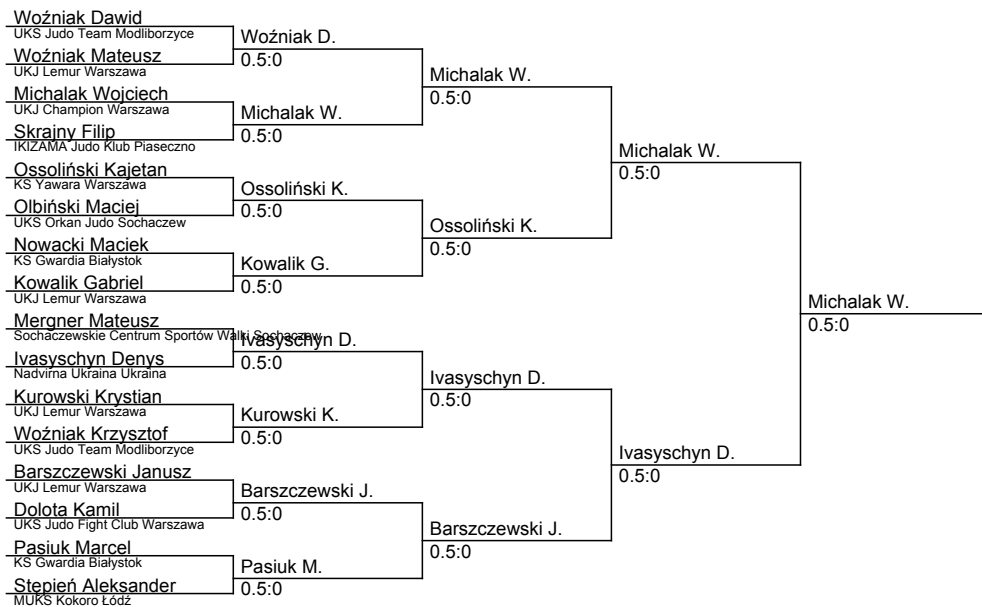 Woźniak Dawid
UKS Judo Team Modliborzyce
Woźniak Mateusz
UKJ Lemur Warszawa
Michalak Wojciech
UKJ Champion Warszawa
Skrajny Filip
IKIZAMA Judo Klub Piaseczno
Ossoliński Kajetan
KS Yawara Warszawa
Olbiński Maciej
UKS Orkan Judo Sochaczew
Nowacki Maciek
KS Gwardia Białystok
Kowalik Gabriel
UKJ Lemur Warszawa
Mergner Mateusz
Sochaczewskie Centrum Sportów Walki Sochaczew
Ivasyschyn Denys
Nadvirna Ukraina Ukraina
Kurowski Krystian
UKJ Lemur Warszawa
Woźniak Krzysztof
UKS Judo Team Modliborzyce
Barszczewski Janusz
UKJ Lemur Warszawa
Dolota Kamil
UKS Judo Fight Club Warszawa
Pasiuk Marcel
KS Gwardia Białystok
Stępień Aleksander
MUKS Kokoro Łódź
Woźniak D.
0.5:0
Michalak W.
0.5:0
Ossoliński K.
0.5:0
Kowalik G.
0.5:0
Ivasyschyn D.
0.5:0
Kurowski K.
0.5:0
Barszczewski J.
0.5:0
Pasiuk M.
0.5:0
Michalak W.
0.5:0
Ossoliński K.
0.5:0
Ivasyschyn D.
0.5:0
Barszczewski J.
0.5:0
Michalak W.
0.5:0
Ivasyschyn D.
0.5:0
Michalak W.
0.5:0